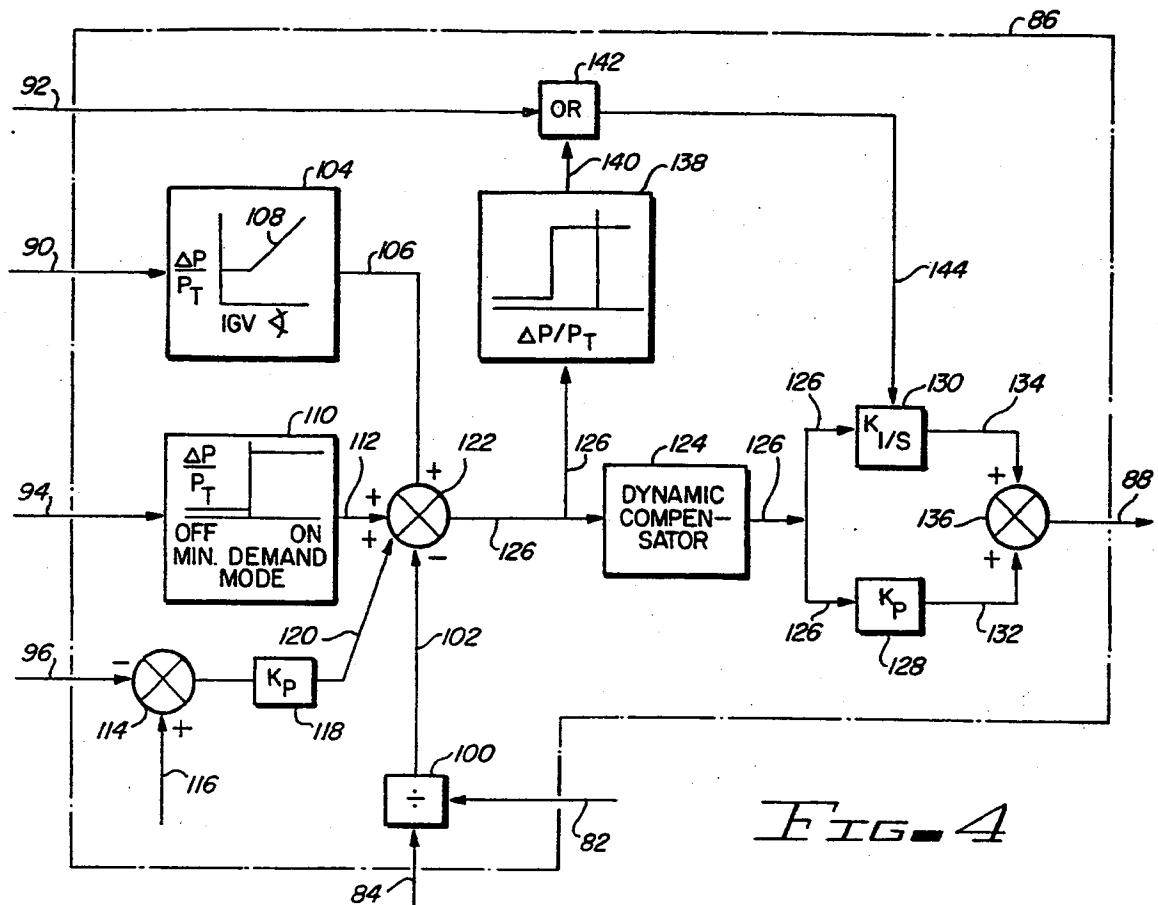 86
92
142
OR
140
138
104
108
90
ΔP
P_T
106
IGV ∢
ΔP/P_T
144
126
130
134
K_I/S
110
112
122
126
124
126
ΔP
P_T
94
OFF ON
MIN. DEMAND
MODE
+
+
+
−
126
DYNAMIC
COMPEN-
SATOR
+
136
+
88
120
102
126
K_P
128
132
96
−
114
+
K_P
118
116
100
÷
82
84
FIG. 4